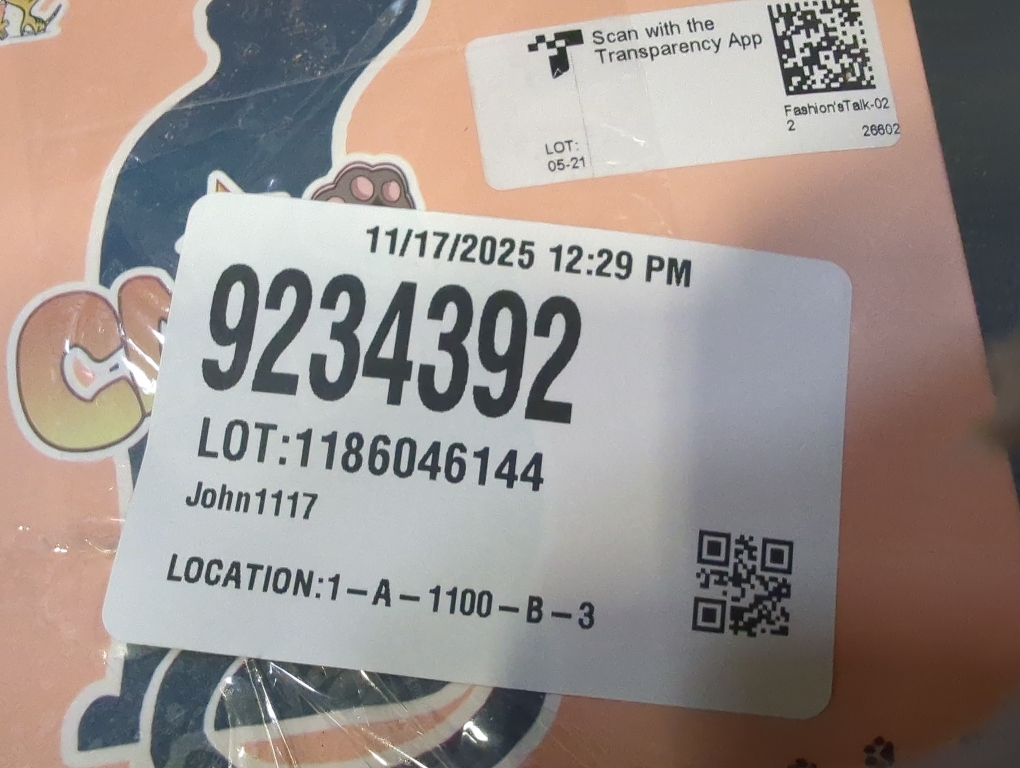 Scan with the
Transparency App
Fashion'sTalk-02
2
26602
LOT:
05-21
11/17/2025 12:29 PM
9234392
LOT:1186046144
John1117
LOCATION:1-A-1100-B-3